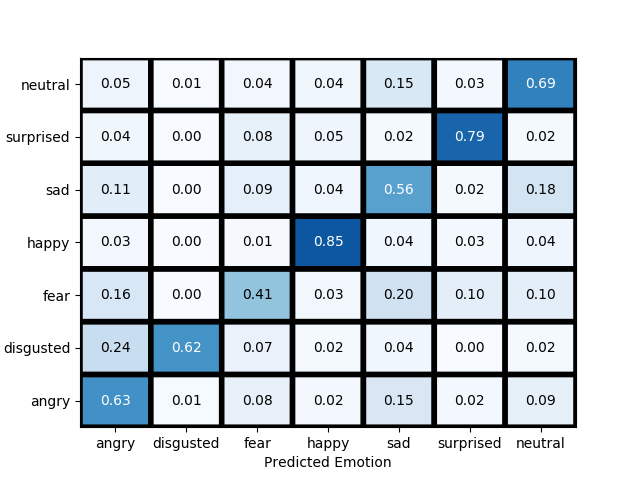 neutral 0.05 0.01 0.04 0.04 0.15 0.03 0.69
surprised 0.04 0.00 0.08 0.05 0.02 0.79 0.02
sad 0.11 0.00 0.09 0.04 0.56 0.02 0.18
happy 0.03 0.00 0.01 0.85 0.04 0.03 0.04
fear 0.16 0.00 0.41 0.03 0.20 0.10 0.10
disgusted 0.24 0.62 0.07 0.02 0.04 0.00 0.02
angry 0.63 0.01 0.08 0.02 0.15 0.02 0.09
angry disgusted fear happy sad surprised neutral
Predicted Emotion